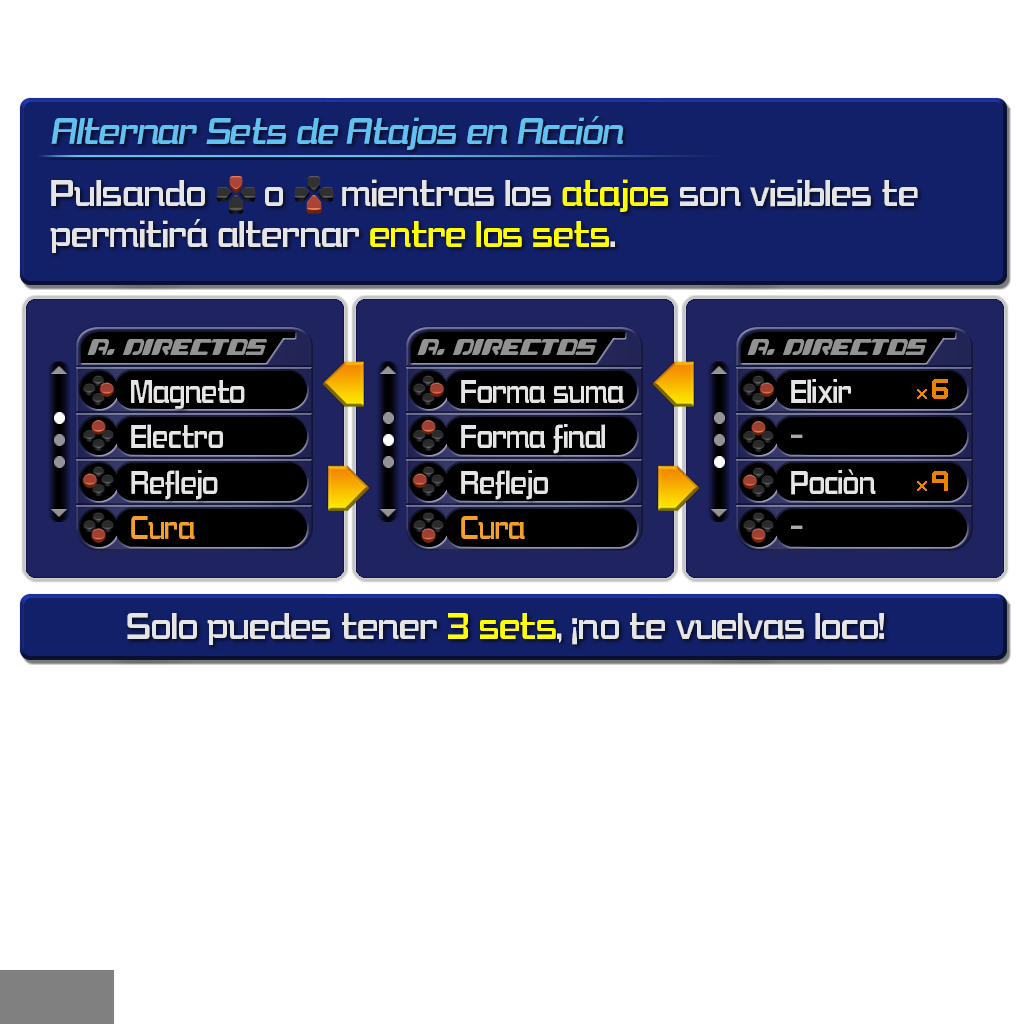 Alternar Sets de Atajos en Acción
Pulsando o mientras los atajos son visibles te
permitirá alternar entre los sets.
A. DIRECTOS
Magneto
Electro
Reflejo
Cura
A. DIRECTOS
Forma suma
Forma final
Reflejo
Cura
A. DIRECTOS
Elixir ×6
-
Pociòn ×9
-
Solo puedes tener 3 sets, ¡no te vuelvas loco!